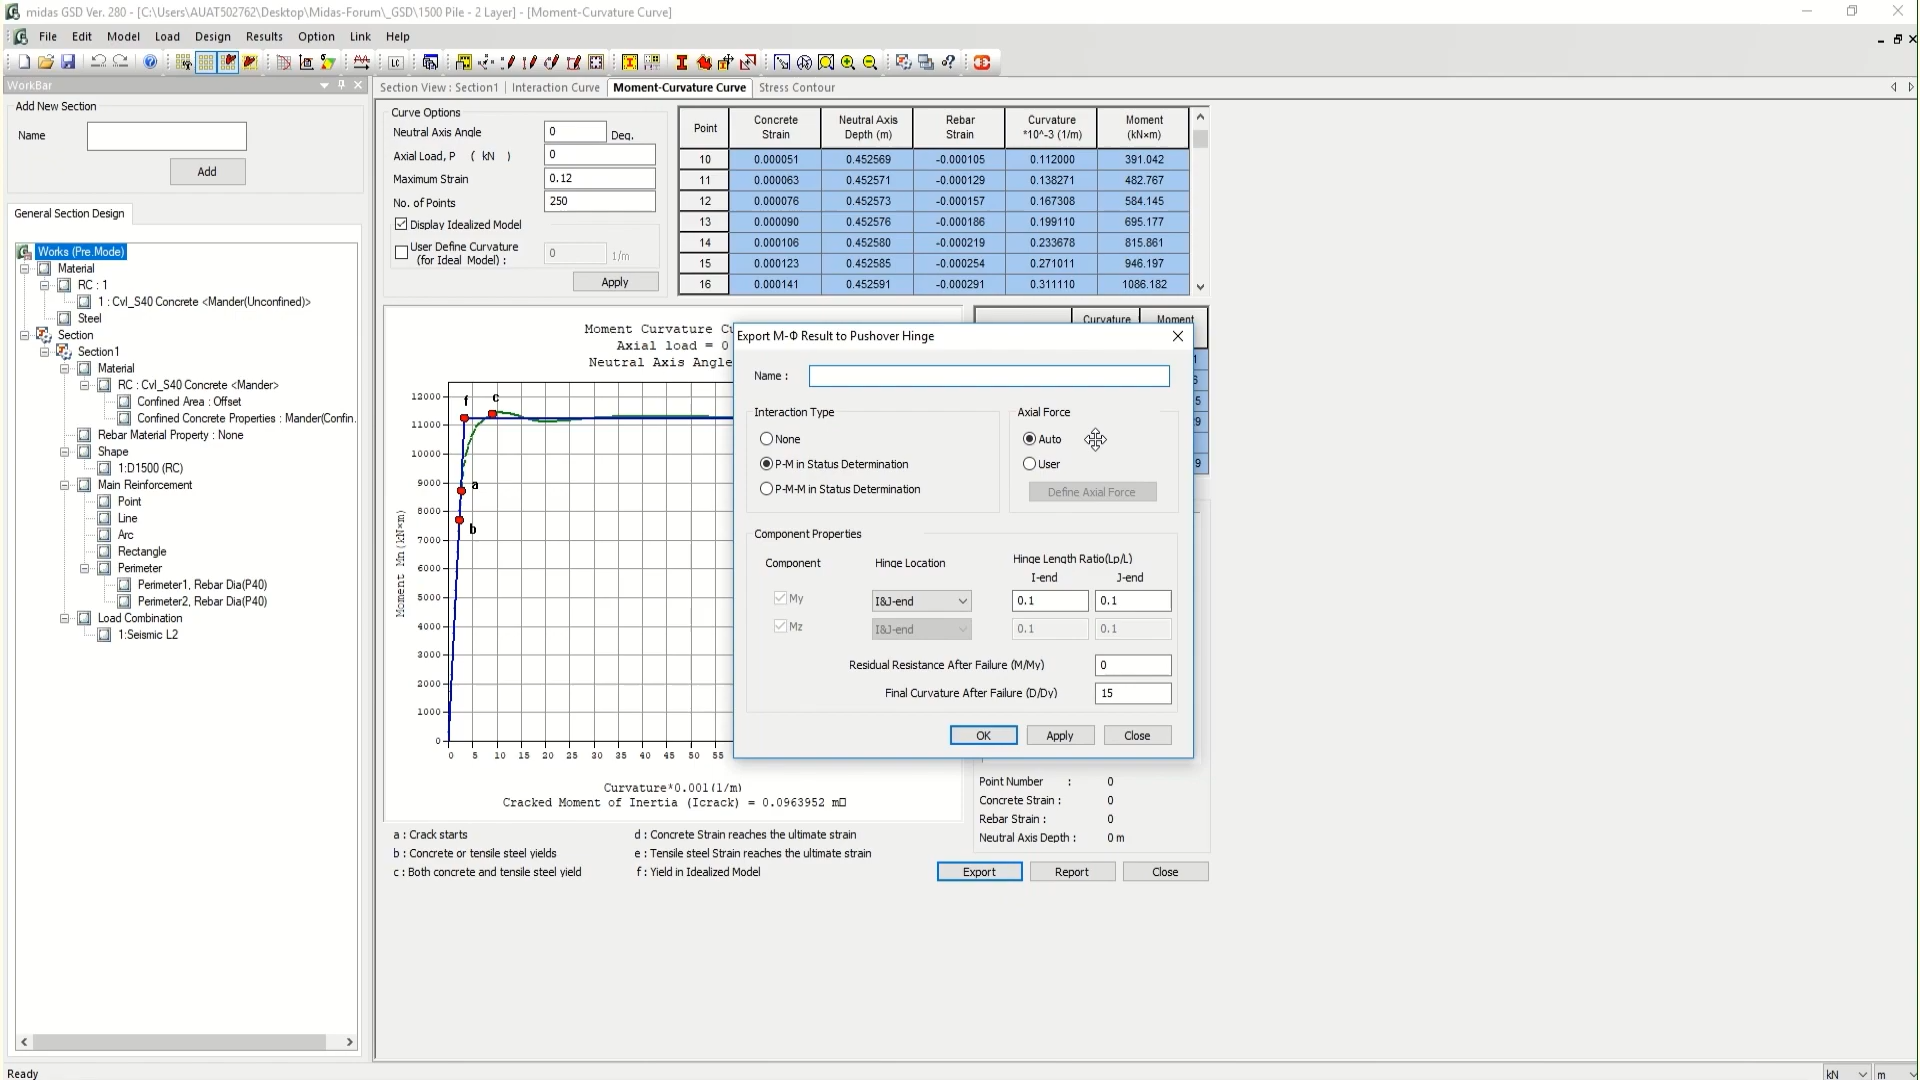 midas GSD Ver. 280 - [C:\Users\AUAT502762\Desktop\Midas-Forum\_GSD\1500 Pile - 2 Layer] - [Moment-Curvature Curve]
File Edit Model Load Design Results Option Link Help
WorkBar
Add New Section
Name
Add
General Section Design
Works (Pre.Mode)
Material
RC : 1
1 : Cvl_S40 Concrete <Mander(Unconfined)>
Steel
Section
Section1
Material
RC : Cvl_S40 Concrete <Mander>
Confined Area : Offset
Confined Concrete Properties : Mander(Confin.
Rebar Material Property : None
Shape
1:D1500 (RC)
Main Reinforcement
Point
Line
Arc
Rectangle
Perimeter
Perimeter1, Rebar Dia(P40)
Perimeter2, Rebar Dia(P40)
Load Combination
1:Seismic L2
Section View : Section1 Interaction Curve Moment-Curvature Curve Stress Contour
Curve Options
Neutral Axis Angle 0 Deg.
Axial Load, P ( kN ) 0
Maximum Strain 0.12
No. of Points 250
Display Idealized Model
User Define Curvature
(for Ideal Model) : 0 1/m
Apply
Point Concrete Strain Neutral Axis Depth (m) Rebar Strain Curvature *10^-3 (1/m) Moment (kN×m)
10 0.000051 0.452569 -0.000105 0.112000 391.042
11 0.000063 0.452571 -0.000129 0.138271 482.767
12 0.000076 0.452573 -0.000157 0.167308 584.145
13 0.000090 0.452576 -0.000186 0.199110 695.177
14 0.000106 0.452580 -0.000219 0.233678 815.861
15 0.000123 0.452585 -0.000254 0.271011 946.197
16 0.000141 0.452591 -0.000291 0.311110 1086.182
Moment Curvature Cu
Axial load = 0
Neutral Axis Angle
Moment Mn(kN×m)
12000
11000
10000
9000
8000
7000
6000
5000
4000
3000
2000
1000
0
f
c
a
b
0 5 10 15 20 25 30 35 40 45 50 55
Curvature*0.001(1/m)
Cracked Moment of Inertia (Icrack) = 0.0963952 m□
Curvature Moment
Export M-Φ Result to Pushover Hinge
Name :
Interaction Type
None
P-M in Status Determination
P-M-M in Status Determination
Axial Force
Auto
User
Define Axial Force
Component Properties
Component Hinge Location Hinge Length Ratio(Lp/L)
I-end J-end
My I&J-end 0.1 0.1
Mz I&J-end 0.1 0.1
Residual Resistance After Failure (M/My) 0
Final Curvature After Failure (D/Dy) 15
OK Apply Close
Point Number : 0
Concrete Strain : 0
Rebar Strain : 0
Neutral Axis Depth : 0 m
a : Crack starts
b : Concrete or tensile steel yields
c : Both concrete and tensile steel yield
d : Concrete Strain reaches the ultimate strain
e : Tensile steel Strain reaches the ultimate strain
f : Yield in Idealized Model
Export Report Close
Ready
kN m